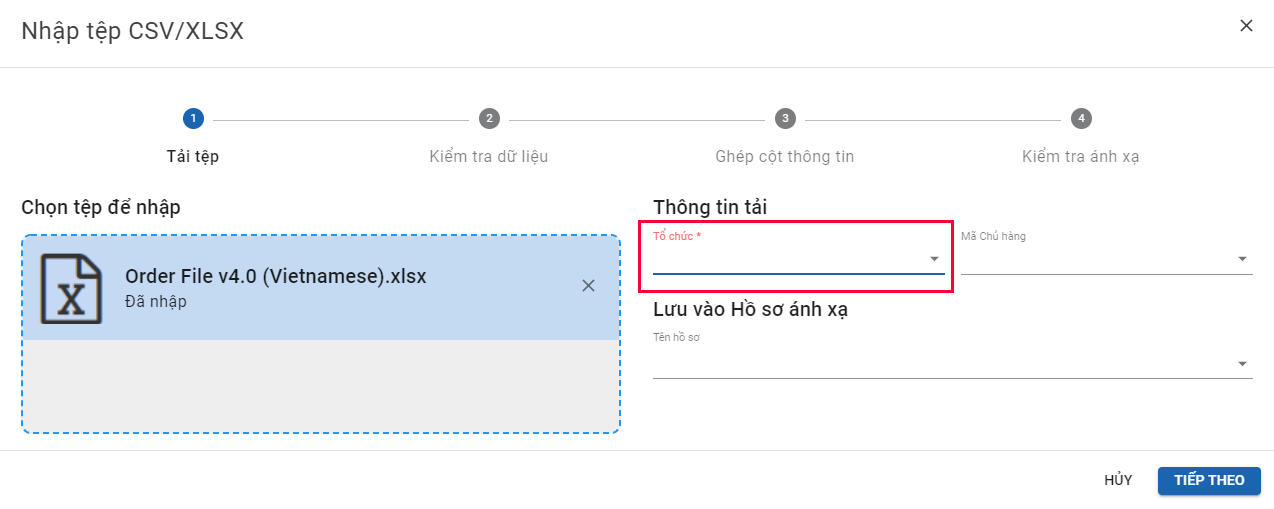 Nhập tệp CSV/XLSX
1
2
3
4
Tải tệp
Kiểm tra dữ liệu
Ghép cột thông tin
Kiểm tra ánh xạ
Chọn tệp để nhập
X
Order File v4.0 (Vietnamese).xlsx
Đã nhập
Thông tin tải
Tổ chức *
Mã Chủ hàng
Lưu vào Hồ sơ ánh xạ
Tên hồ sơ
HỦY
TIẾP THEO